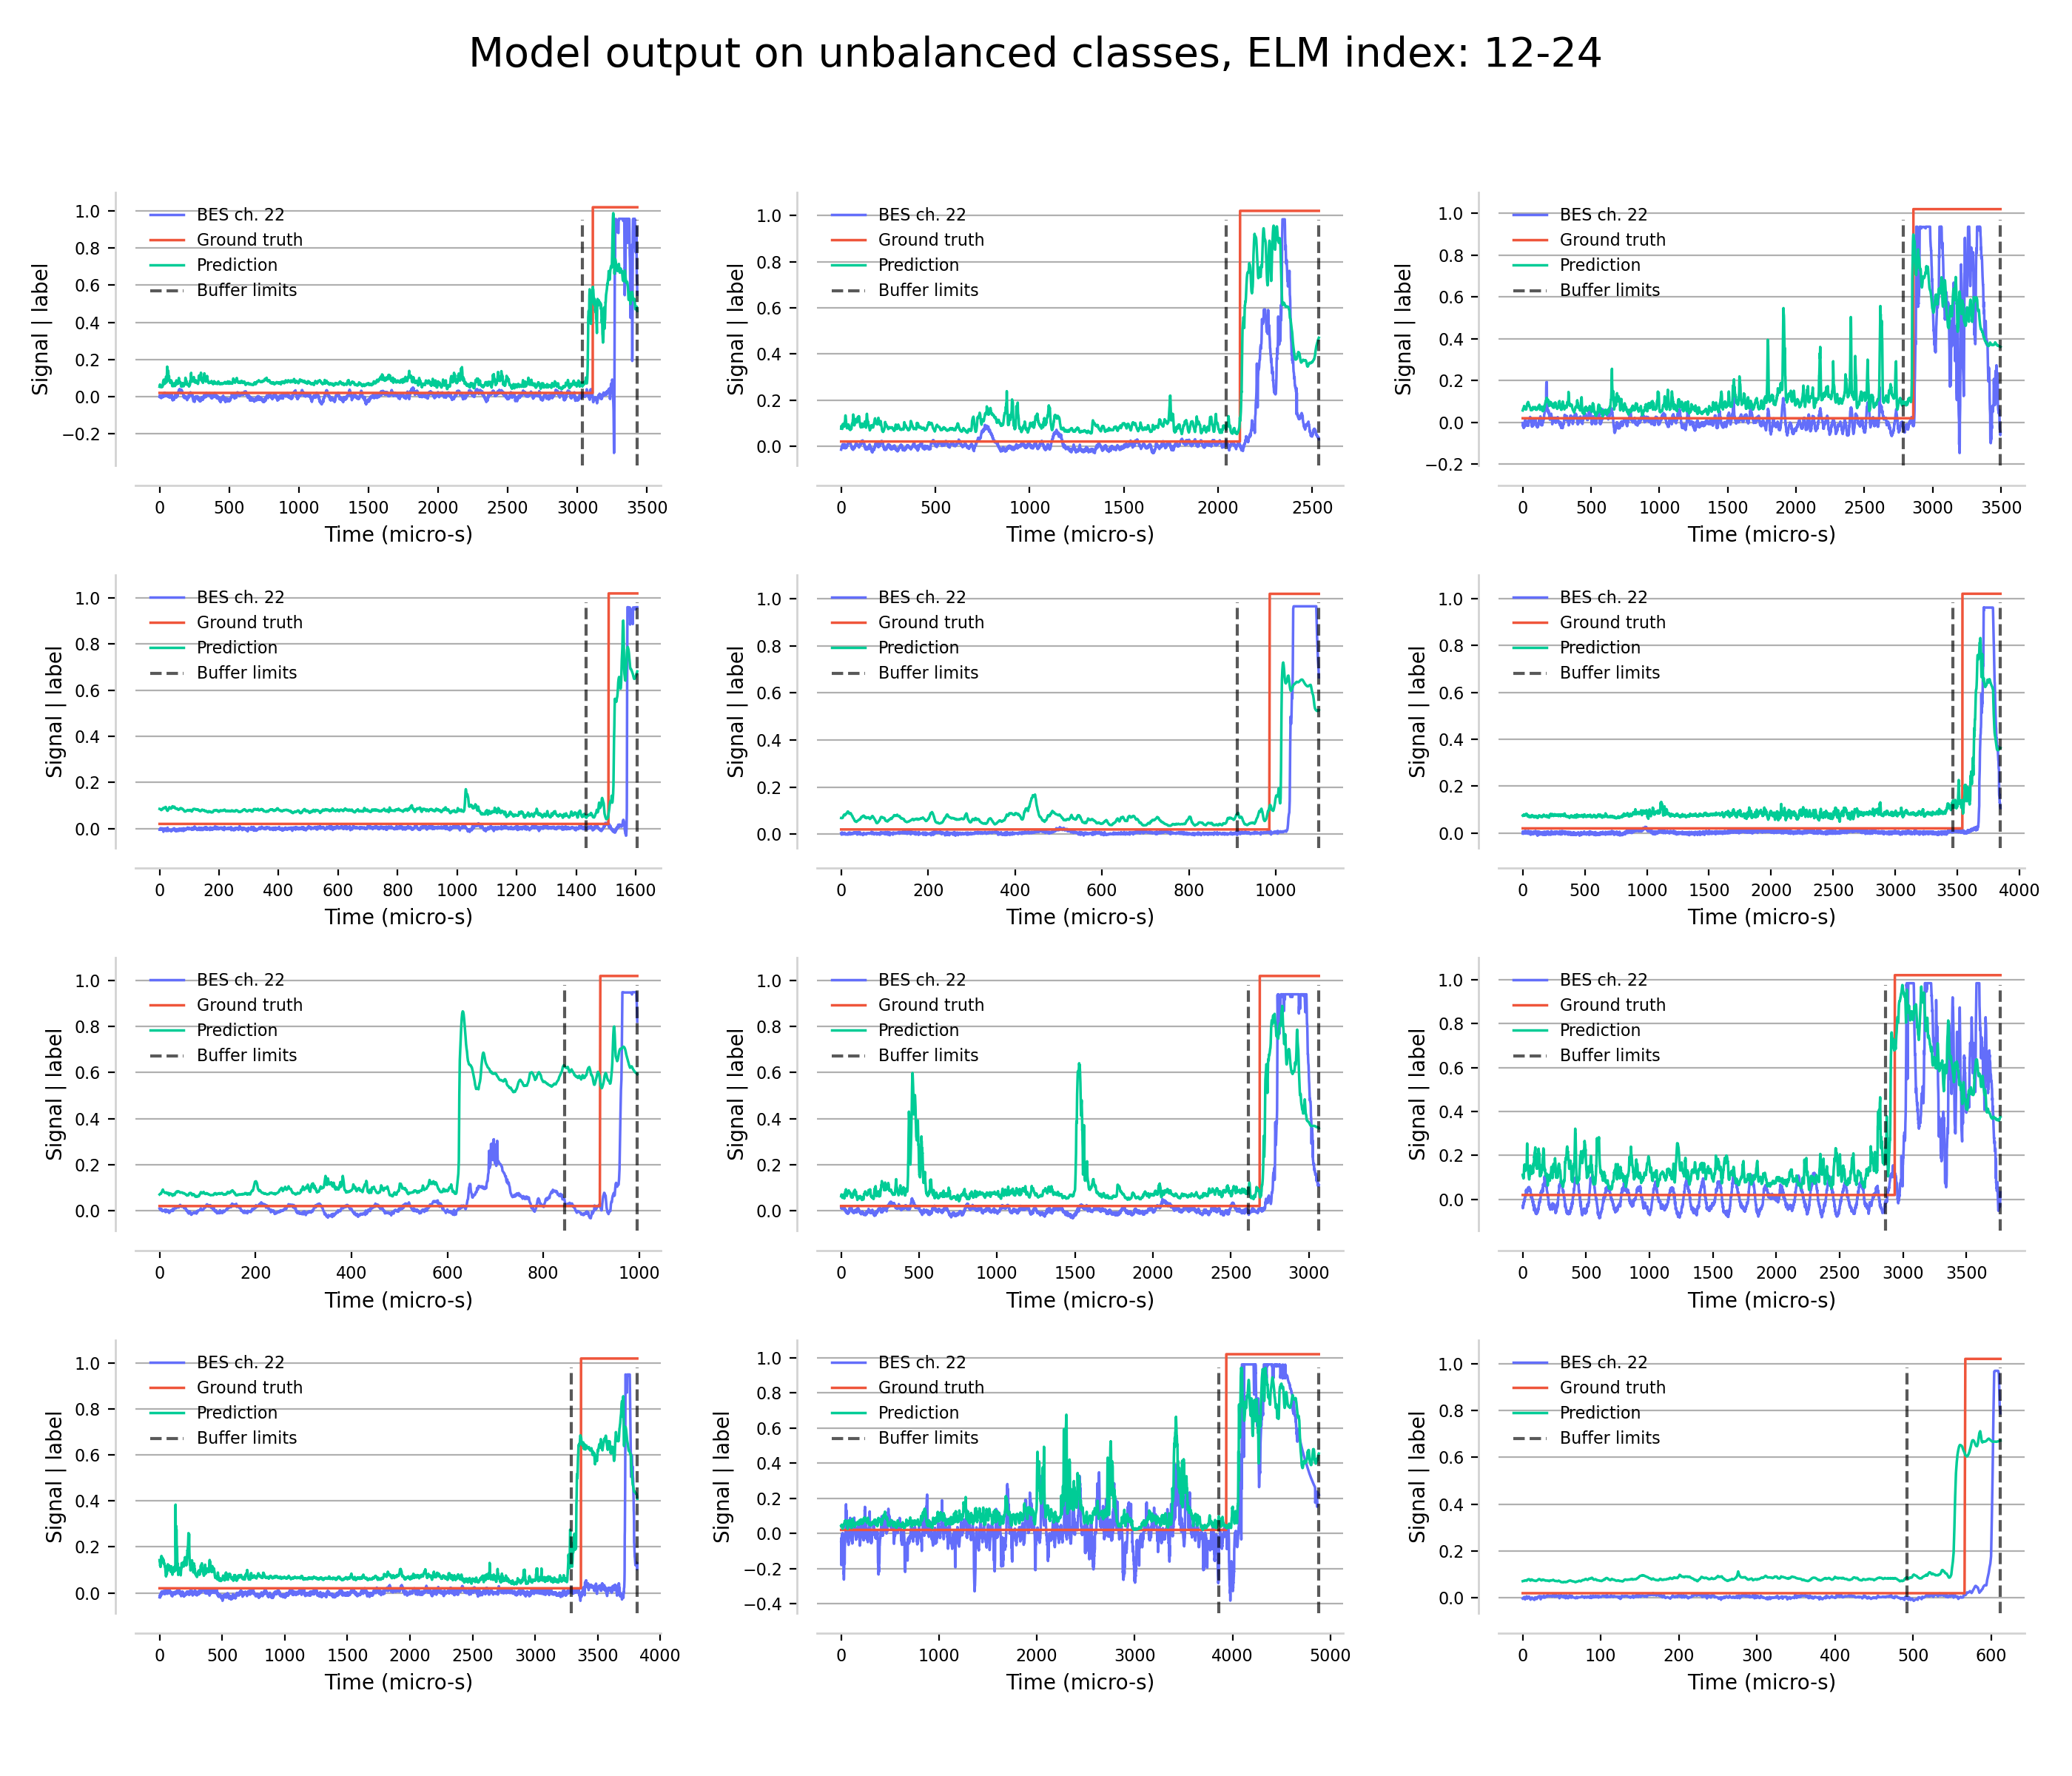 Model output on unbalanced classes, ELM index: 12-24
BES ch. 22
Ground truth
Prediction
Buffer limits
Signal | label
1.0
0.8
0.6
0.4
0.2
0.0
−0.2
0 500 1000 1500 2000 2500 3000 3500
Time (micro-s)
BES ch. 22
Ground truth
Prediction
Buffer limits
Signal | label
1.0
0.8
0.6
0.4
0.2
0.0
0 500 1000 1500 2000 2500
Time (micro-s)
BES ch. 22
Ground truth
Prediction
Buffer limits
Signal | label
1.0
0.8
0.6
0.4
0.2
0.0
−0.2
0 500 1000 1500 2000 2500 3000 3500
Time (micro-s)
BES ch. 22
Ground truth
Prediction
Buffer limits
Signal | label
1.0
0.8
0.6
0.4
0.2
0.0
0 200 400 600 800 1000 1200 1400 1600
Time (micro-s)
BES ch. 22
Ground truth
Prediction
Buffer limits
Signal | label
1.0
0.8
0.6
0.4
0.2
0.0
0 200 400 600 800 1000
Time (micro-s)
BES ch. 22
Ground truth
Prediction
Buffer limits
Signal | label
1.0
0.8
0.6
0.4
0.2
0.0
0 500 1000 1500 2000 2500 3000 3500 4000
Time (micro-s)
BES ch. 22
Ground truth
Prediction
Buffer limits
Signal | label
1.0
0.8
0.6
0.4
0.2
0.0
0 200 400 600 800 1000
Time (micro-s)
BES ch. 22
Ground truth
Prediction
Buffer limits
Signal | label
1.0
0.8
0.6
0.4
0.2
0.0
0 500 1000 1500 2000 2500 3000
Time (micro-s)
BES ch. 22
Ground truth
Prediction
Buffer limits
Signal | label
1.0
0.8
0.6
0.4
0.2
0.0
0 500 1000 1500 2000 2500 3000 3500
Time (micro-s)
BES ch. 22
Ground truth
Prediction
Buffer limits
Signal | label
1.0
0.8
0.6
0.4
0.2
0.0
0 500 1000 1500 2000 2500 3000 3500 4000
Time (micro-s)
BES ch. 22
Ground truth
Prediction
Buffer limits
Signal | label
1.0
0.8
0.6
0.4
0.2
0.0
−0.2
−0.4
0 1000 2000 3000 4000 5000
Time (micro-s)
BES ch. 22
Ground truth
Prediction
Buffer limits
Signal | label
1.0
0.8
0.6
0.4
0.2
0.0
0 100 200 300 400 500 600
Time (micro-s)